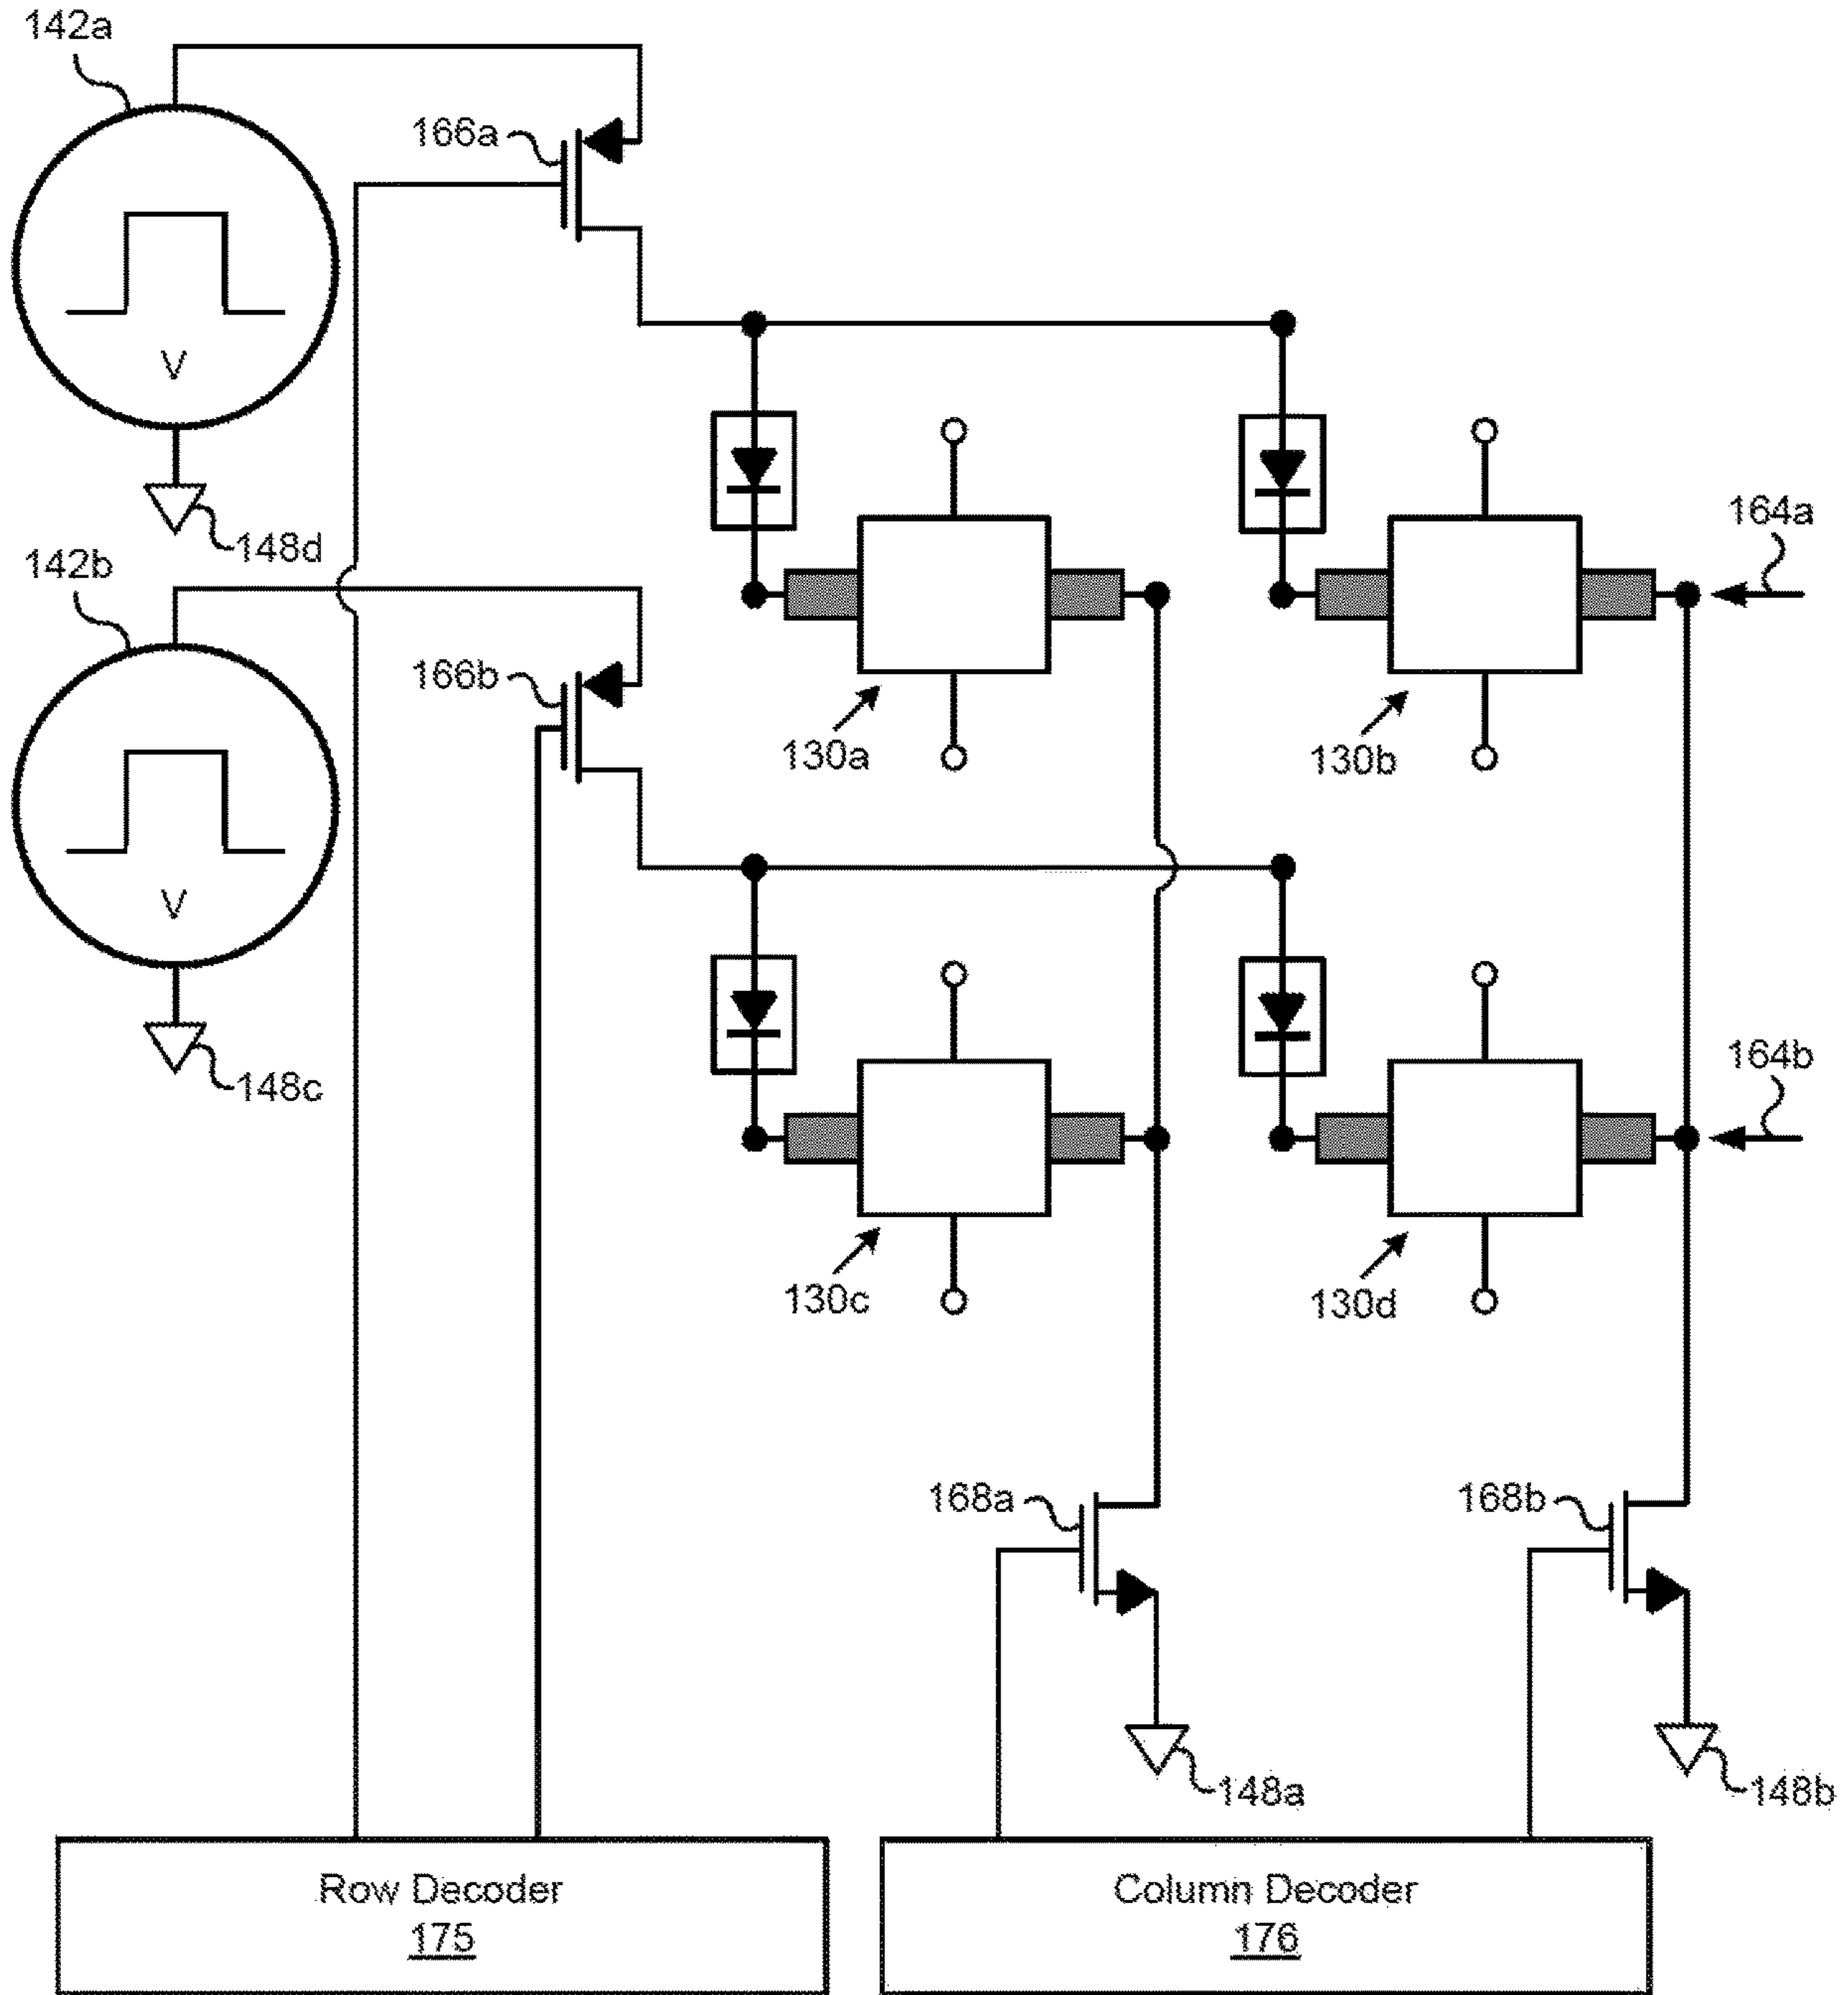 142a
166a
V
164a
148d
142b
166b
130a
130b
V
164b
148c
130c
130d
168a
168b
148a
148b
Row Decoder
175
Column Decoder
176